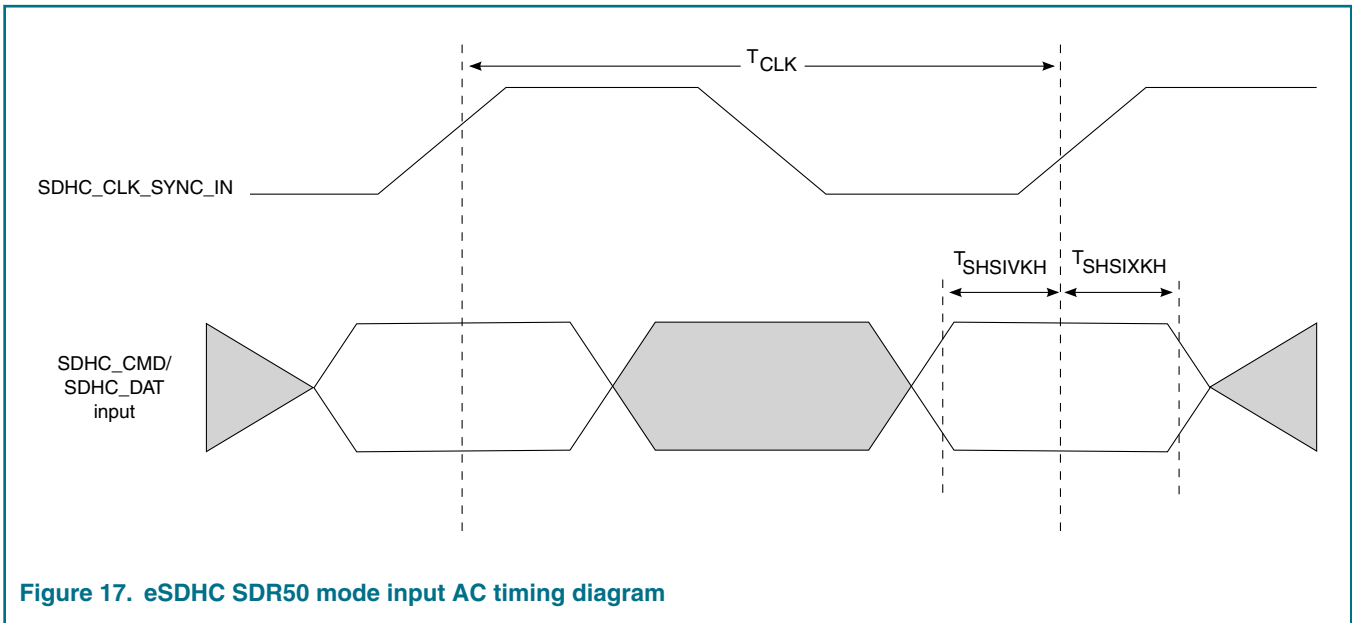 TCLK
SDHC_CLK_SYNC_IN
TSHSIVKH TSHSIXKH
SDHC_CMD/
SDHC_DAT
input
Figure 17. eSDHC SDR50 mode input AC timing diagram